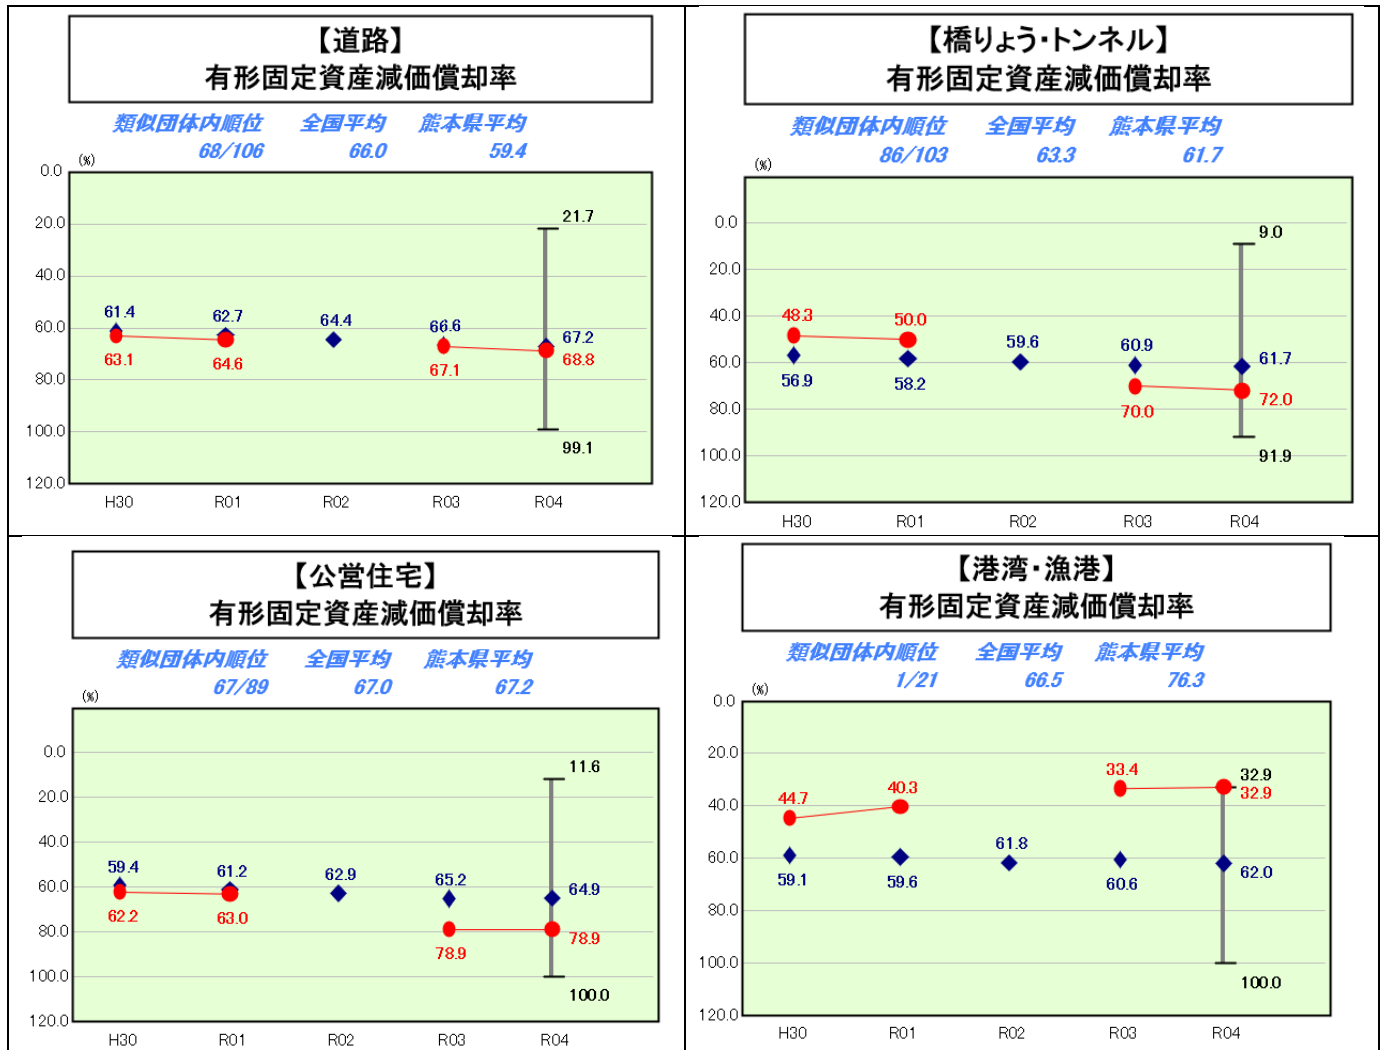 【道路】
有形固定資産減価償却率
類似団体内順位 全国平均 熊本県平均
68/106 66.0 59.4
(%)
0.0
20.0
40.0
60.0
80.0
100.0
120.0
21.7
61.4 62.7 64.4 66.6 67.2
63.1 64.6 67.1 68.8
99.1
H30 R01 R02 R03 R04
【橋りょう・トンネル】
有形固定資産減価償却率
類似団体内順位 全国平均 熊本県平均
86/103 63.3 61.7
(%)
0.0
20.0
40.0
60.0
80.0
100.0
120.0
9.0
48.3 50.0 70.0 72.0
56.9 58.2 59.6 60.9 61.7
91.9
H30 R01 R02 R03 R04
【公営住宅】
有形固定資産減価償却率
類似団体内順位 全国平均 熊本県平均
67/89 67.0 67.2
(%)
0.0
20.0
40.0
60.0
80.0
100.0
120.0
11.6
59.4 61.2 62.9 65.2 64.9
62.2 63.0 78.9 78.9
100.0
H30 R01 R02 R03 R04
【港湾・漁港】
有形固定資産減価償却率
類似団体内順位 全国平均 熊本県平均
1/21 66.5 76.3
(%)
0.0
20.0
40.0
60.0
80.0
100.0
120.0
32.9
44.7 40.3 33.4 32.9
59.1 59.6 61.8 60.6 62.0
100.0
H30 R01 R02 R03 R04